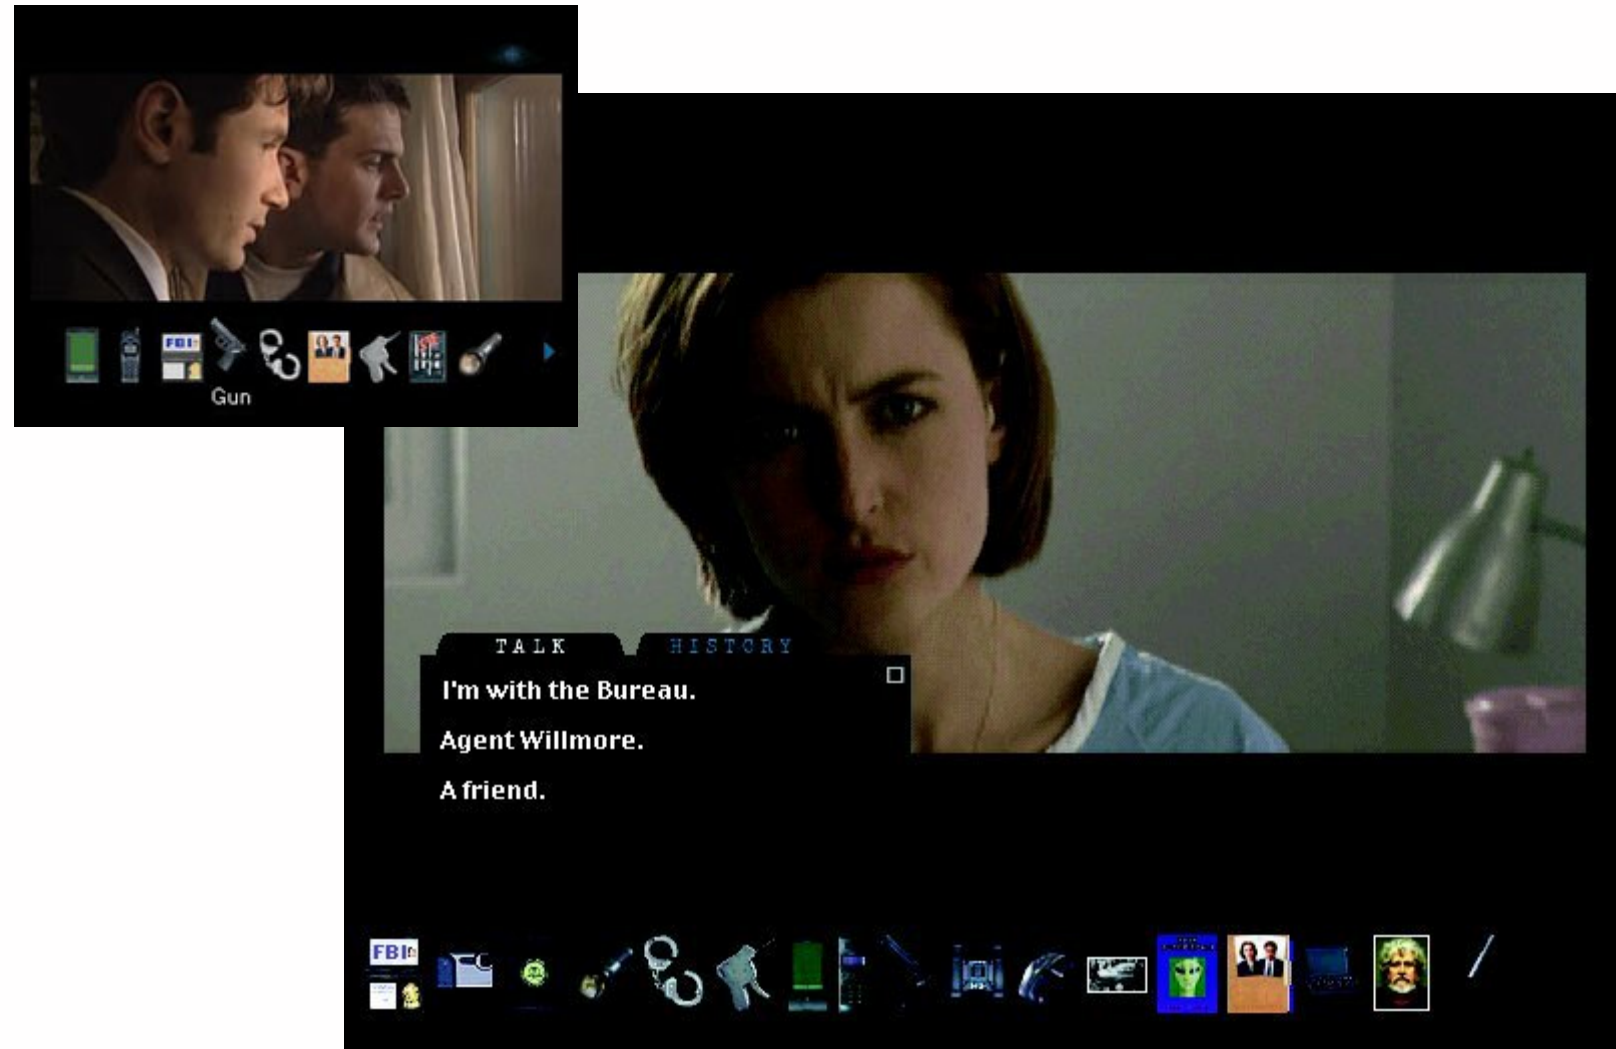 FBI
Gun
TALK HISTORY
I'm with the Bureau.
Agent Willmore.
A friend.
FBI